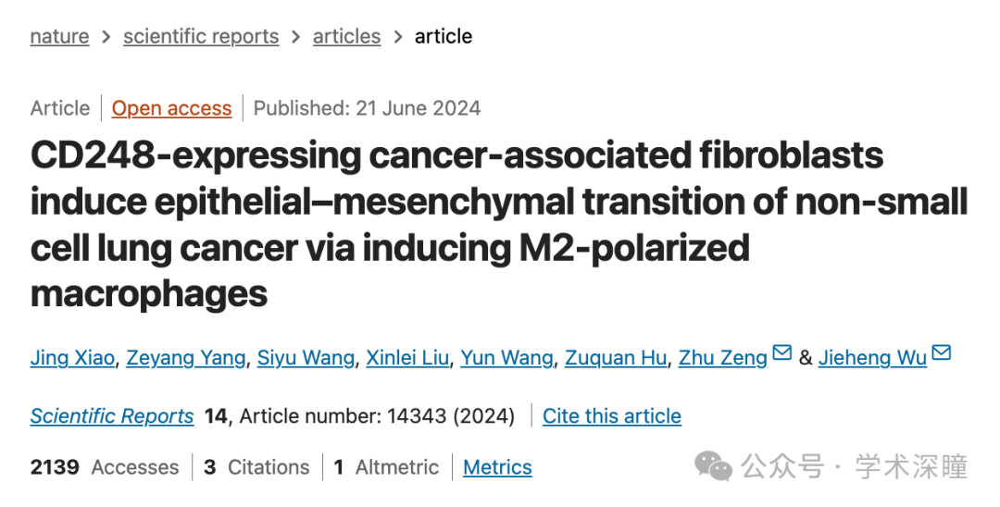 nature > scientific reports > articles > article
Article | Open access | Published: 21 June 2024
CD248-expressing cancer-associated fibroblasts
induce epithelial–mesenchymal transition of non-small
cell lung cancer via inducing M2-polarized
macrophages
Jing Xiao, Zeyang Yang, Siyu Wang, Xinlei Liu, Yun Wang, Zuquan Hu, Zhu Zeng & Jieheng Wu
Scientific Reports 14, Article number: 14343 (2024) | Cite this article
2139 Accesses | 3 Citations | 1 Altmetric | Metrics
公众号 · 学术深瞳